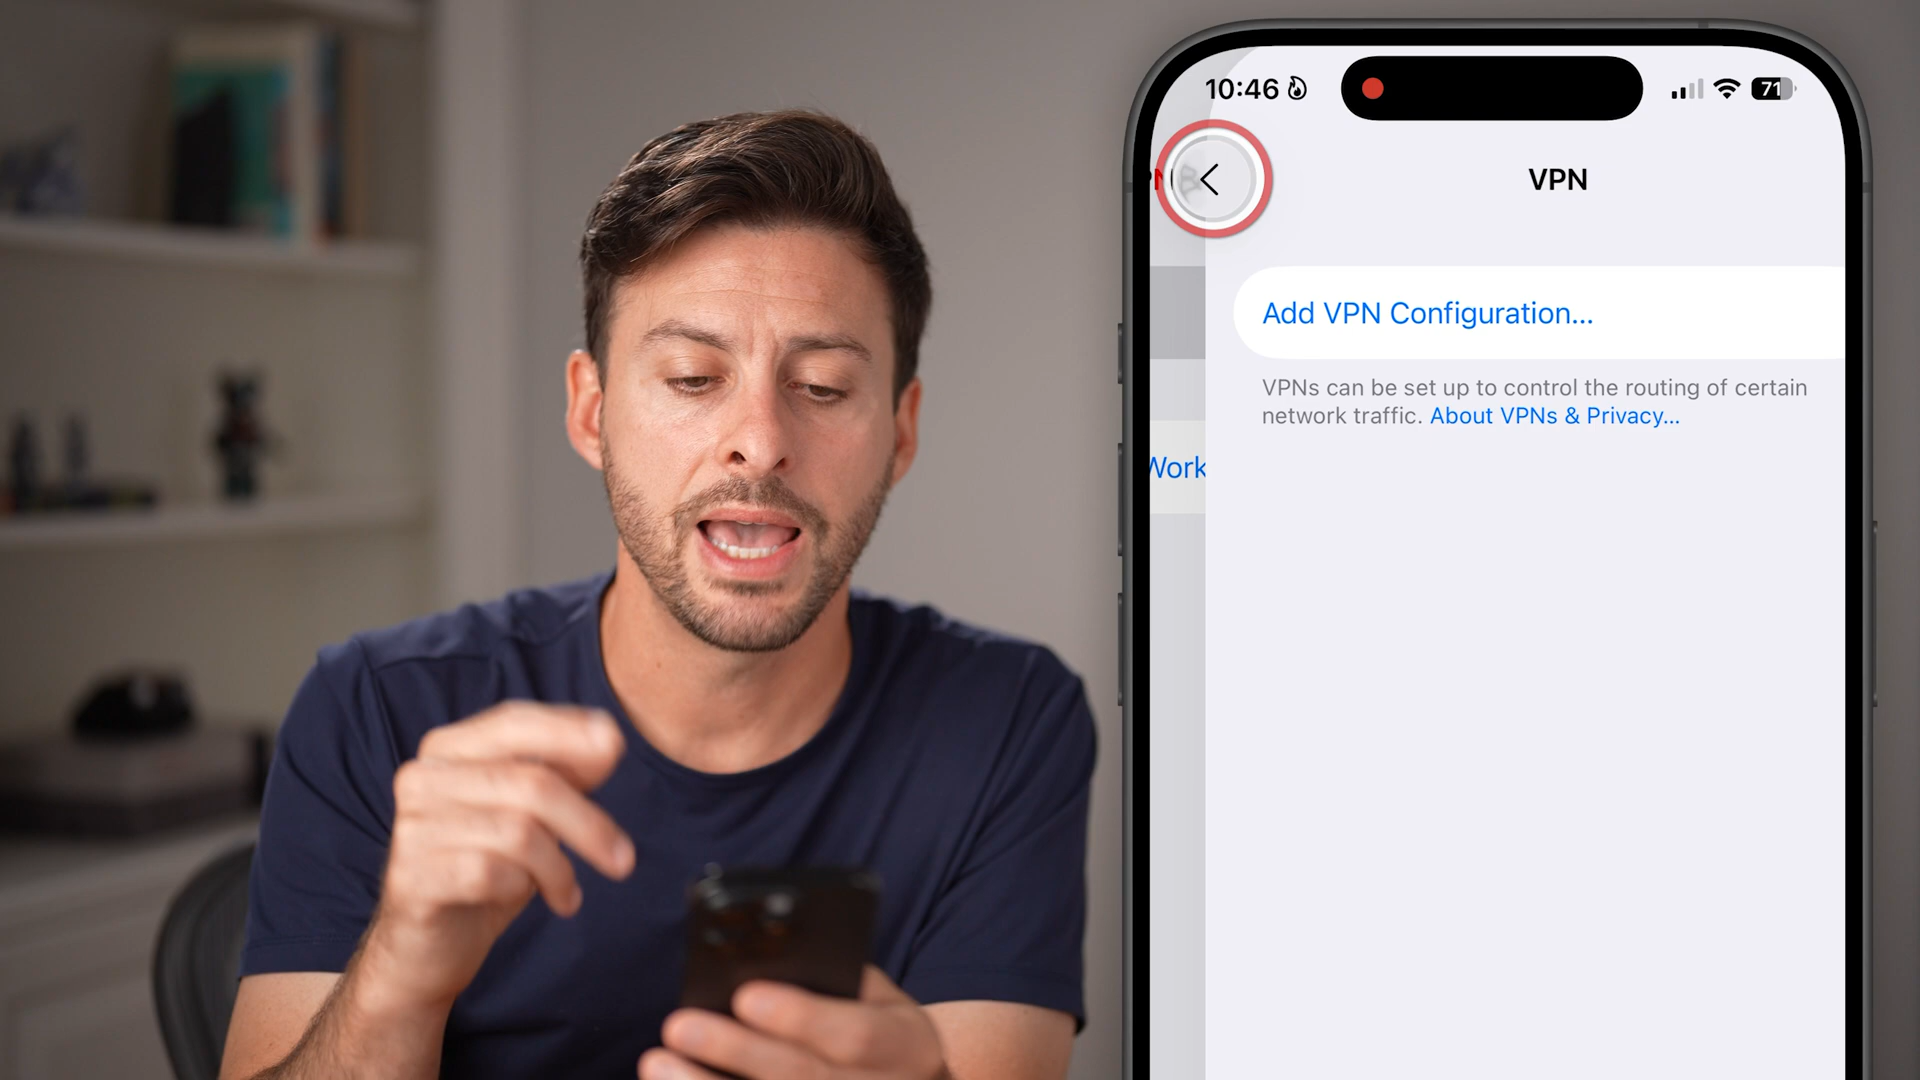 10:46
71
VPN
Add VPN Configuration...
VPNs can be set up to control the routing of certain
network traffic. About VPNs & Privacy...
Work